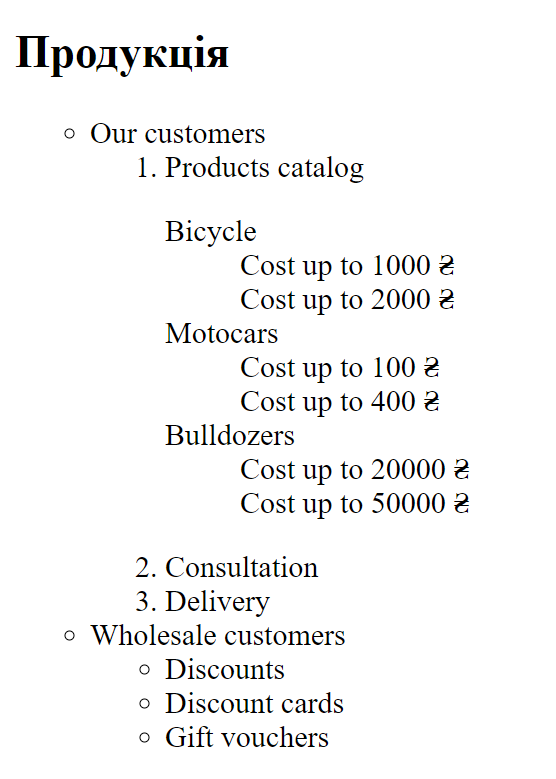 Продукція
Our customers
1. Products catalog
Bicycle
Cost up to 1000 ₴
Cost up to 2000 ₴
Motocars
Cost up to 100 ₴
Cost up to 400 ₴
Bulldozers
Cost up to 20000 ₴
Cost up to 50000 ₴
2. Consultation
3. Delivery
Wholesale customers
Discounts
Discount cards
Gift vouchers